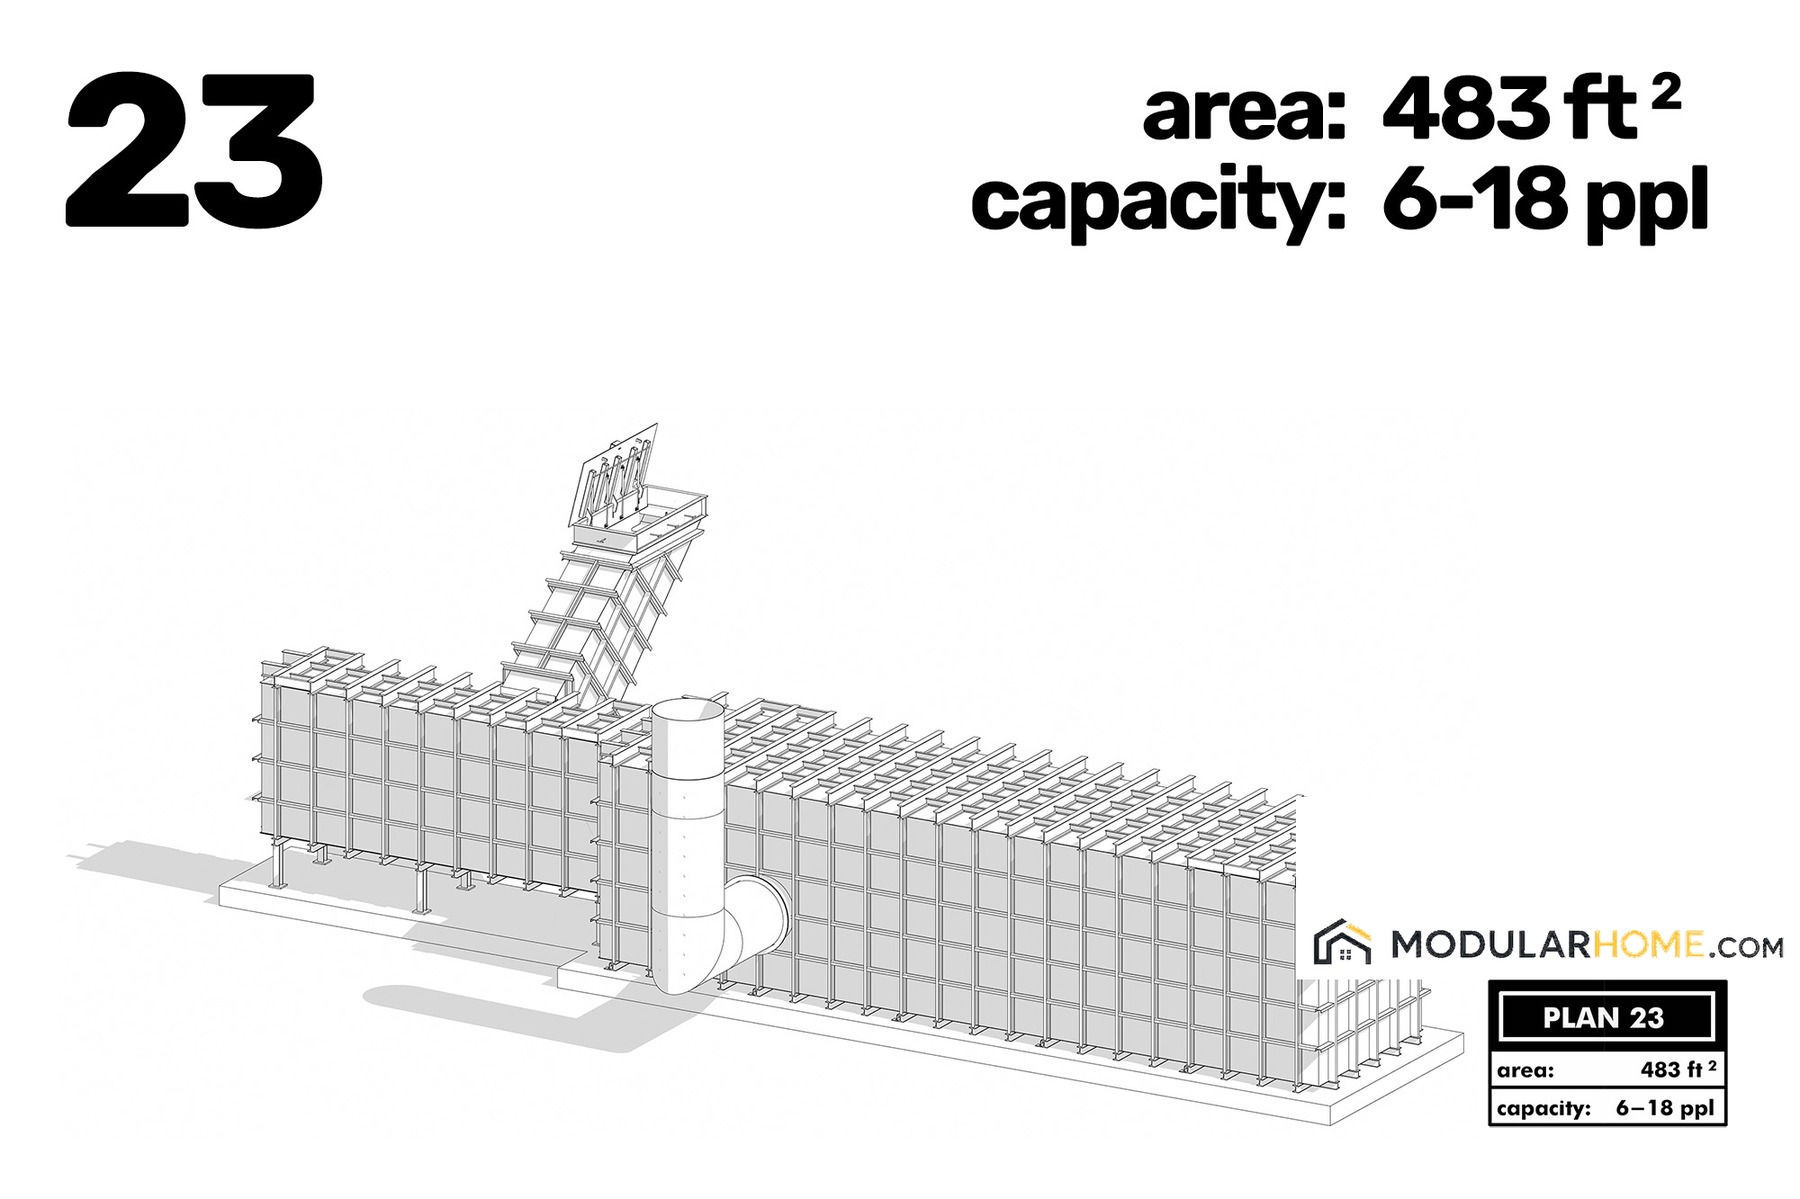 23
area: 483 ft²
capacity: 6-18 ppl
MODULARHOME.COM
PLAN 23
area: 483 ft²
capacity: 6–18 ppl